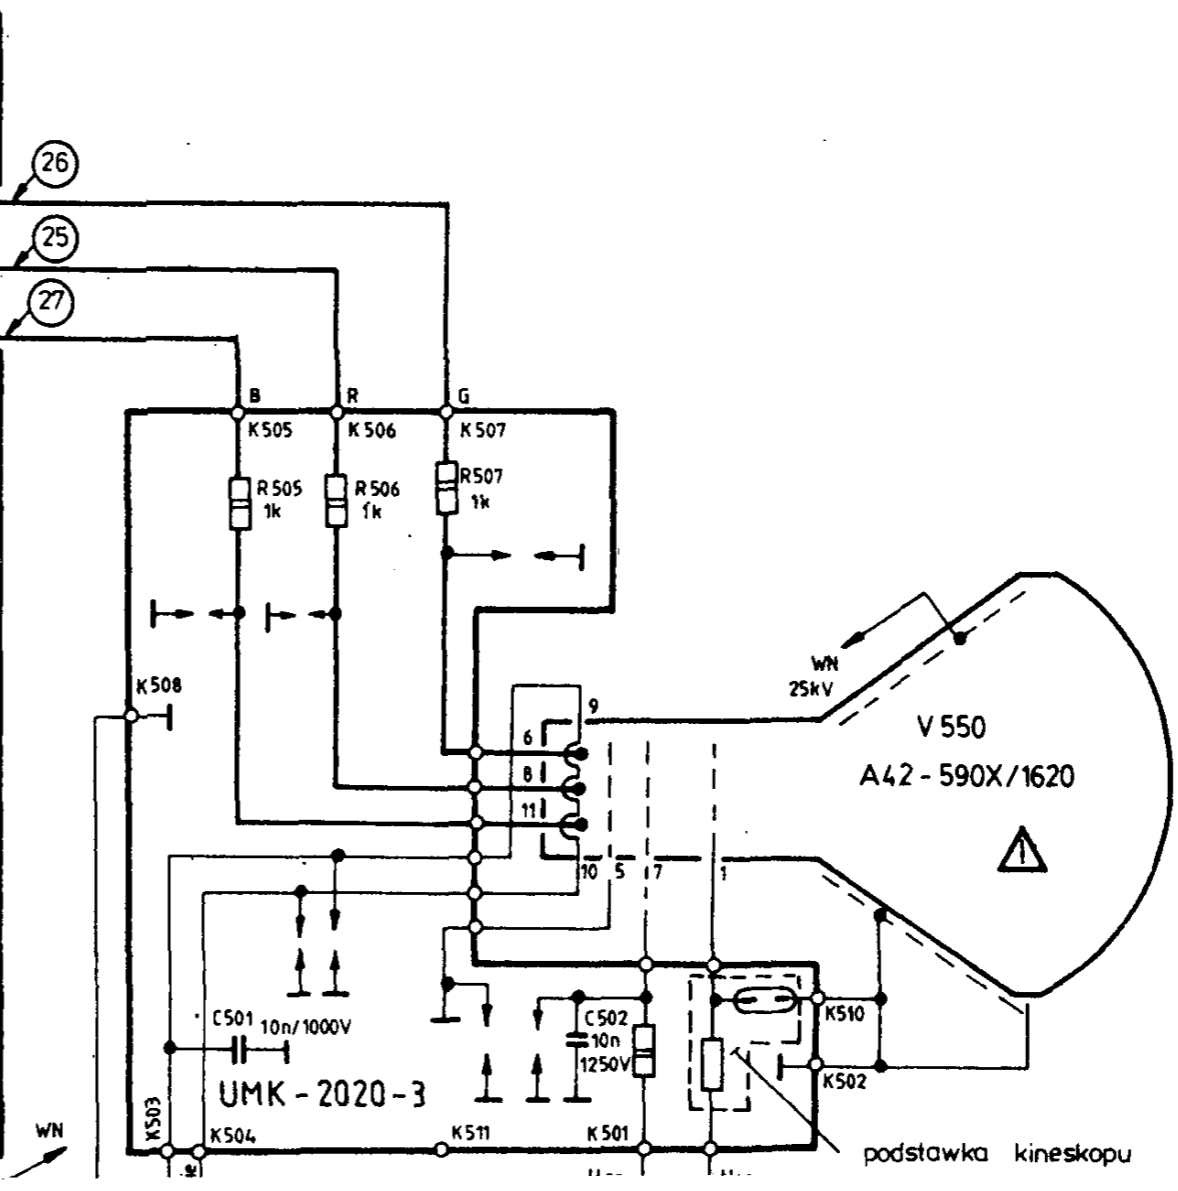 26
25
27
B R G
K505 K506 K507
R505 R506 R507
1k 1k 1k
K508
WN
25kV
9
6
8
11
V550
A42-590X/1620
10 5 7 1
C501 10n/1000V
C502
10n
1250V
K510
K502
UMK-2020-3
K503
K504
K511
K501
WN
podstawka kineskopu